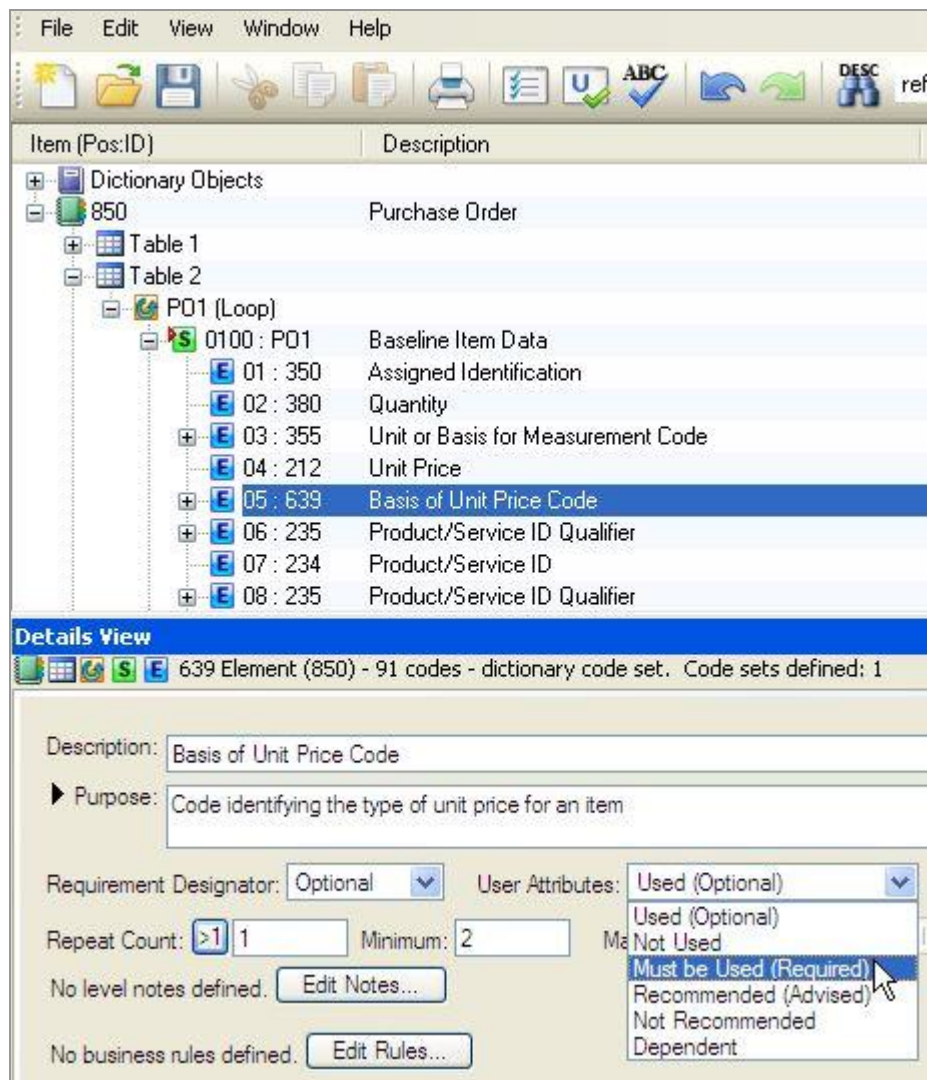 File Edit View Window Help
ABC DESC ref
Item (Pos:ID) Description
Dictionary Objects
850 Purchase Order
Table 1
Table 2
PO1 (Loop)
S 0100 : PO1 Baseline Item Data
E 01 : 350 Assigned Identification
E 02 : 380 Quantity
E 03 : 355 Unit or Basis for Measurement Code
E 04 : 212 Unit Price
E 05 : 639 Basis of Unit Price Code
E 06 : 235 Product/Service ID Qualifier
E 07 : 234 Product/Service ID
E 08 : 235 Product/Service ID Qualifier
Details View
S E 639 Element (850) - 91 codes - dictionary code set. Code sets defined: 1
Description: Basis of Unit Price Code
Purpose: Code identifying the type of unit price for an item
Requirement Designator: Optional User Attributes: Used (Optional)
Used (Optional)
Repeat Count: >1 1 Minimum: 2 Ma Not Used
Must be Used (Required)
No level notes defined. Edit Notes... Recommended (Advised)
Not Recommended
No business rules defined. Edit Rules... Dependent